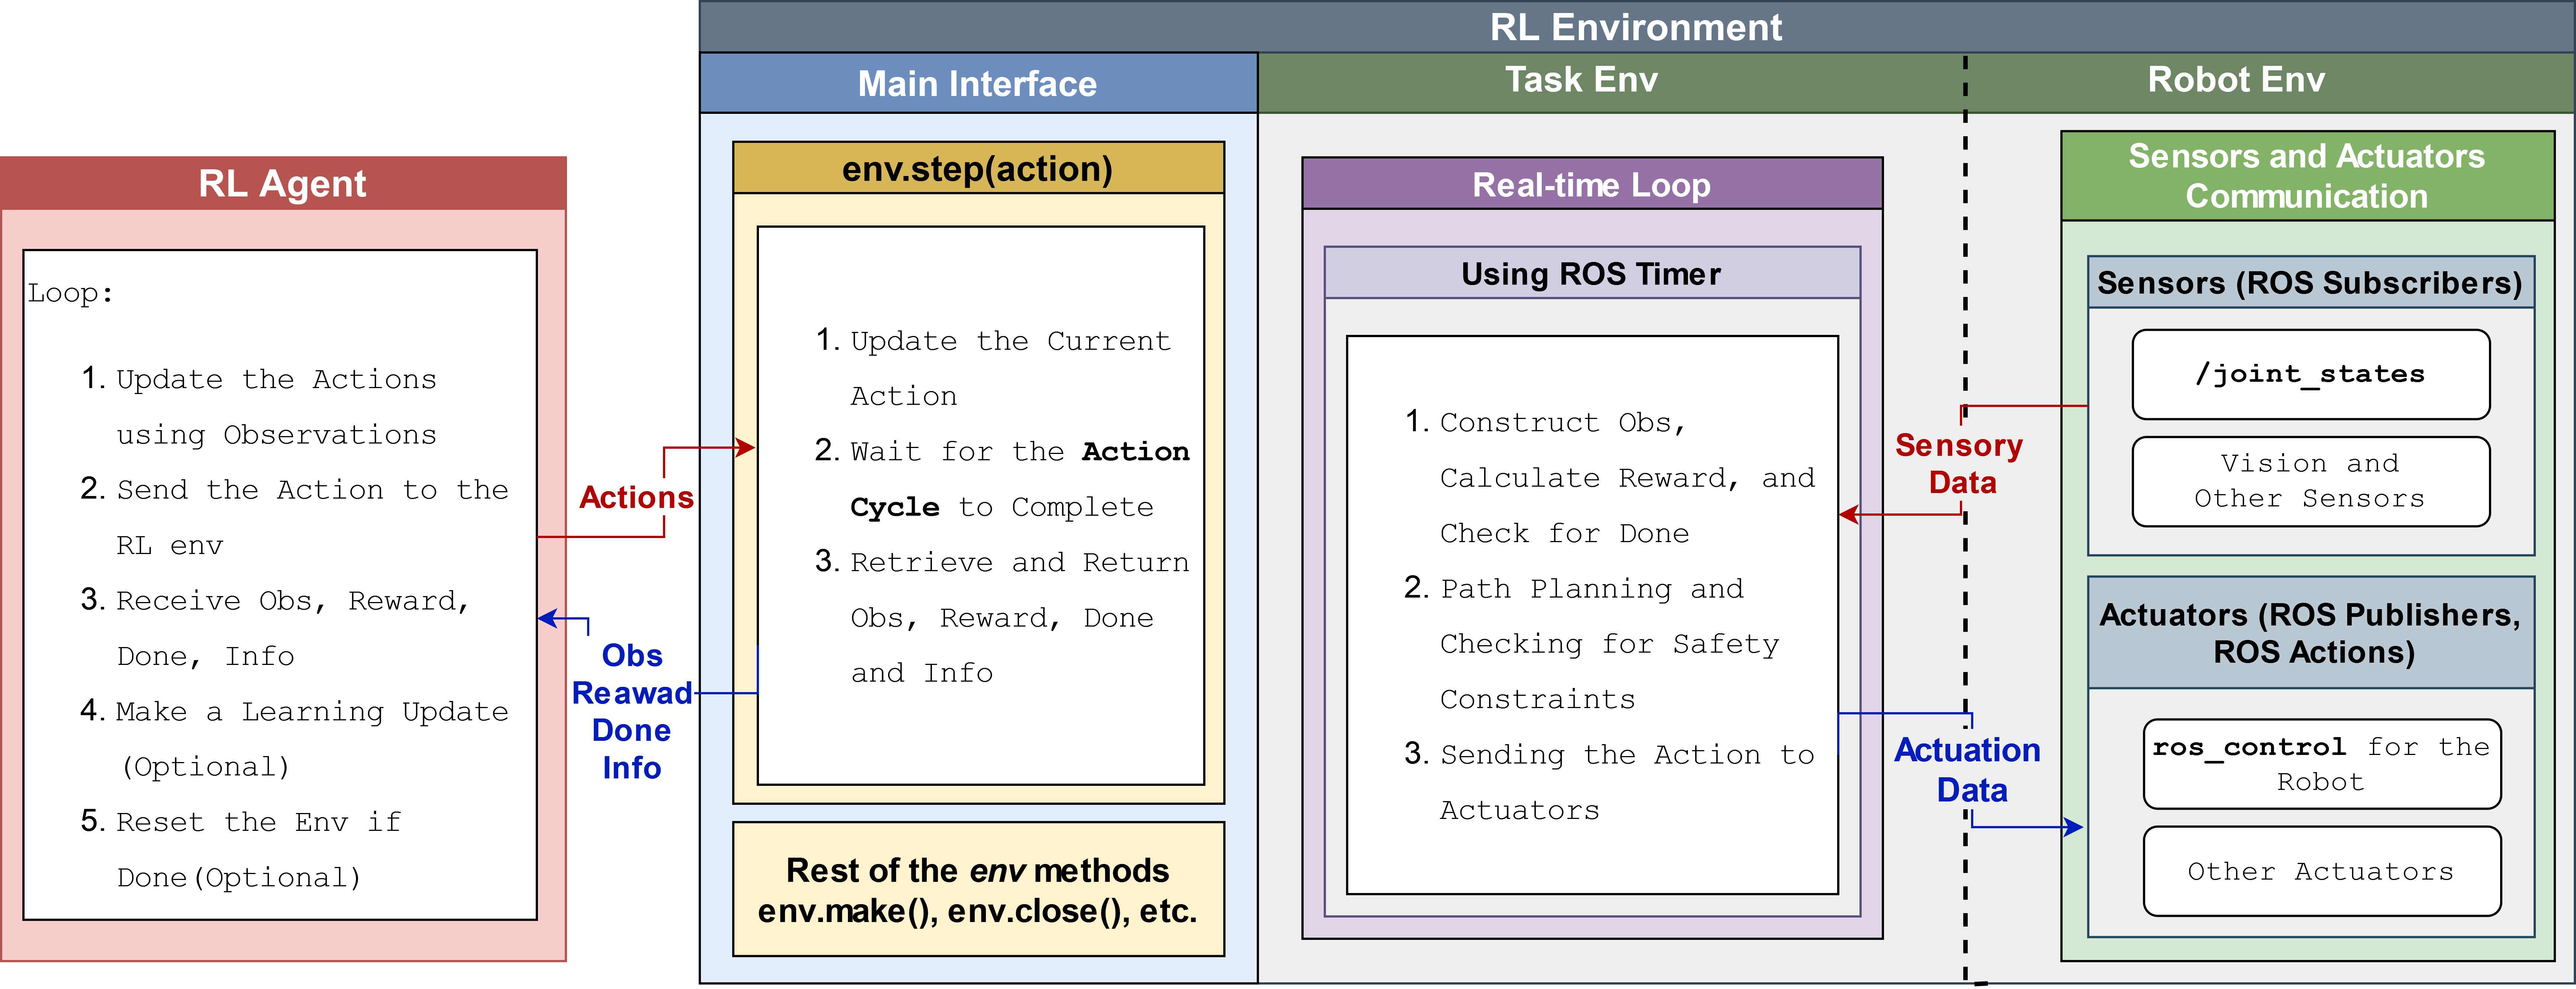 RL Environment
Main Interface
Task Env
Robot Env
RL Agent
Loop:
1. Update the Actions
using Observations
2. Send the Action to the
RL env
3. Receive Obs, Reward,
Done, Info
4. Make a Learning Update
(Optional)
5. Reset the Env if
Done(Optional)
Actions
Obs
Reawad
Done
Info
env.step(action)
1. Update the Current
Action
2. Wait for the Action
Cycle to Complete
3. Retrieve and Return
Obs, Reward, Done
and Info
Rest of the env methods
env.make(), env.close(), etc.
Real-time Loop
Using ROS Timer
1. Construct Obs,
Calculate Reward, and
Check for Done
2. Path Planning and
Checking for Safety
Constraints
3. Sending the Action to
Actuators
Sensory
Data
Actuation
Data
Sensors and Actuators
Communication
Sensors (ROS Subscribers)
/joint_states
Vision and
Other Sensors
Actuators (ROS Publishers,
ROS Actions)
ros_control for the
Robot
Other Actuators